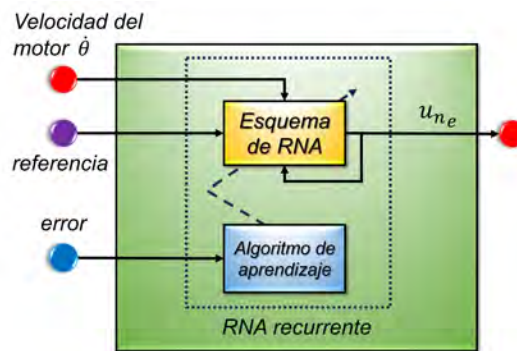 Velocidad del
motor θ̇
referencia
error
Esquema
de RNA
Algoritmo de
aprendizaje
RNA recurrente
u_{n_e}